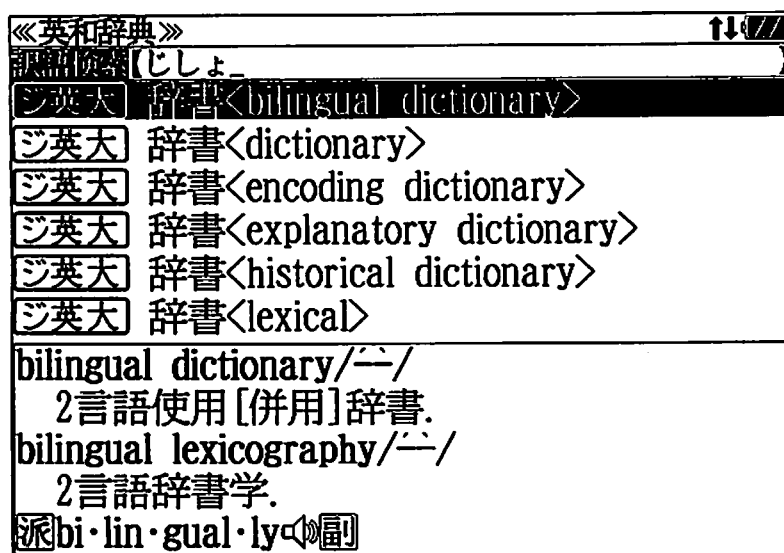 ≪英和辞典≫
訳語検索【じしょ_】
ジ英大 辞書<bilingual dictionary>
ジ英大 辞書<dictionary>
ジ英大 辞書<encoding dictionary>
ジ英大 辞書<explanatory dictionary>
ジ英大 辞書<historical dictionary>
ジ英大 辞書<lexical>
bilingual dictionary/⸺̀/
2言語使用[併用]辞書.
bilingual lexicography/⸺̀/
2言語辞書学.
派bi·lin·gual·ly副